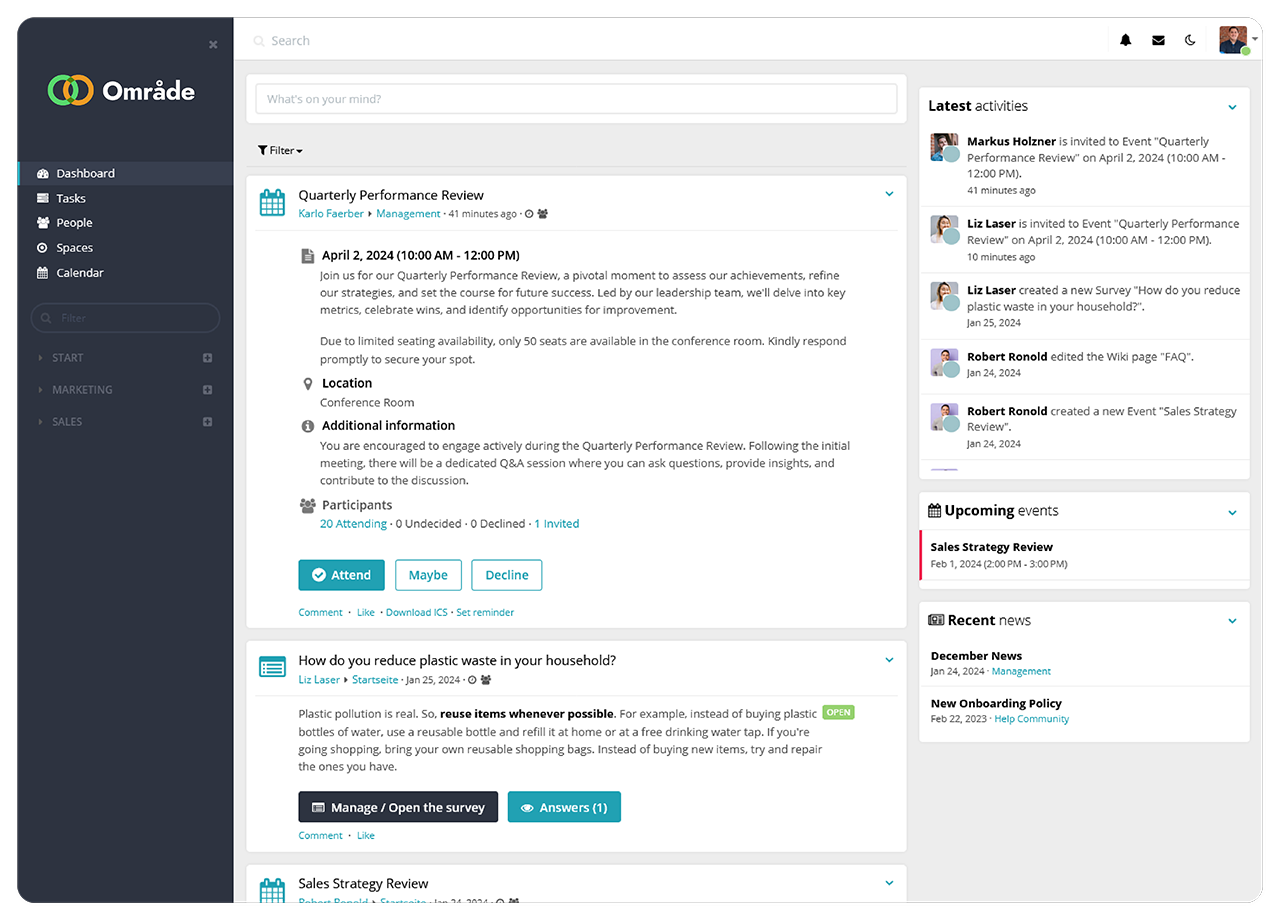 Område
Dashboard
Tasks
People
Spaces
Calendar
Filter
START
MARKETING
SALES
Search
What's on your mind?
Filter
Quarterly Performance Review
Karlo Faerber Management · 41 minutes ago ·
April 2, 2024 (10:00 AM - 12:00 PM)
Join us for our Quarterly Performance Review, a pivotal moment to assess our achievements, refine
our strategies, and set the course for future success. Led by our leadership team, we'll delve into key
metrics, celebrate wins, and identify opportunities for improvement.
Due to limited seating availability, only 50 seats are available in the conference room. Kindly respond
promptly to secure your spot.
Location
Conference Room
Additional information
You are encouraged to engage actively during the Quarterly Performance Review. Following the initial
meeting, there will be a dedicated Q&A session where you can ask questions, provide insights, and
contribute to the discussion.
Participants
20 Attending · 0 Undecided · 0 Declined · 1 Invited
Attend Maybe Decline
Comment · Like · Download ICS · Set reminder
How do you reduce plastic waste in your household?
Liz Laser Startseite · Jan 25, 2024 ·
Plastic pollution is real. So, reuse items whenever possible. For example, instead of buying plastic OPEN
bottles of water, use a reusable bottle and refill it at home or at a free drinking water tap. If you're
going shopping, bring your own reusable shopping bags. Instead of buying new items, try and repair
the ones you have.
Manage / Open the survey Answers (1)
Comment · Like
Sales Strategy Review
Robert Ronold Startseite · Jan 24, 2024 ·
Latest activities
Markus Holzner is invited to Event "Quarterly
Performance Review" on April 2, 2024 (10:00 AM -
12:00 PM).
41 minutes ago
Liz Laser is invited to Event "Quarterly Performance
Review" on April 2, 2024 (10:00 AM - 12:00 PM).
10 minutes ago
Liz Laser created a new Survey "How do you reduce
plastic waste in your household?".
Jan 25, 2024
Robert Ronold edited the Wiki page "FAQ".
Jan 24, 2024
Robert Ronold created a new Event "Sales Strategy
Review".
Jan 24, 2024
Upcoming events
Sales Strategy Review
Feb 1, 2024 (2:00 PM - 3:00 PM)
Recent news
December News
Jan 24, 2024 · Management
New Onboarding Policy
Feb 22, 2023 · Help Community